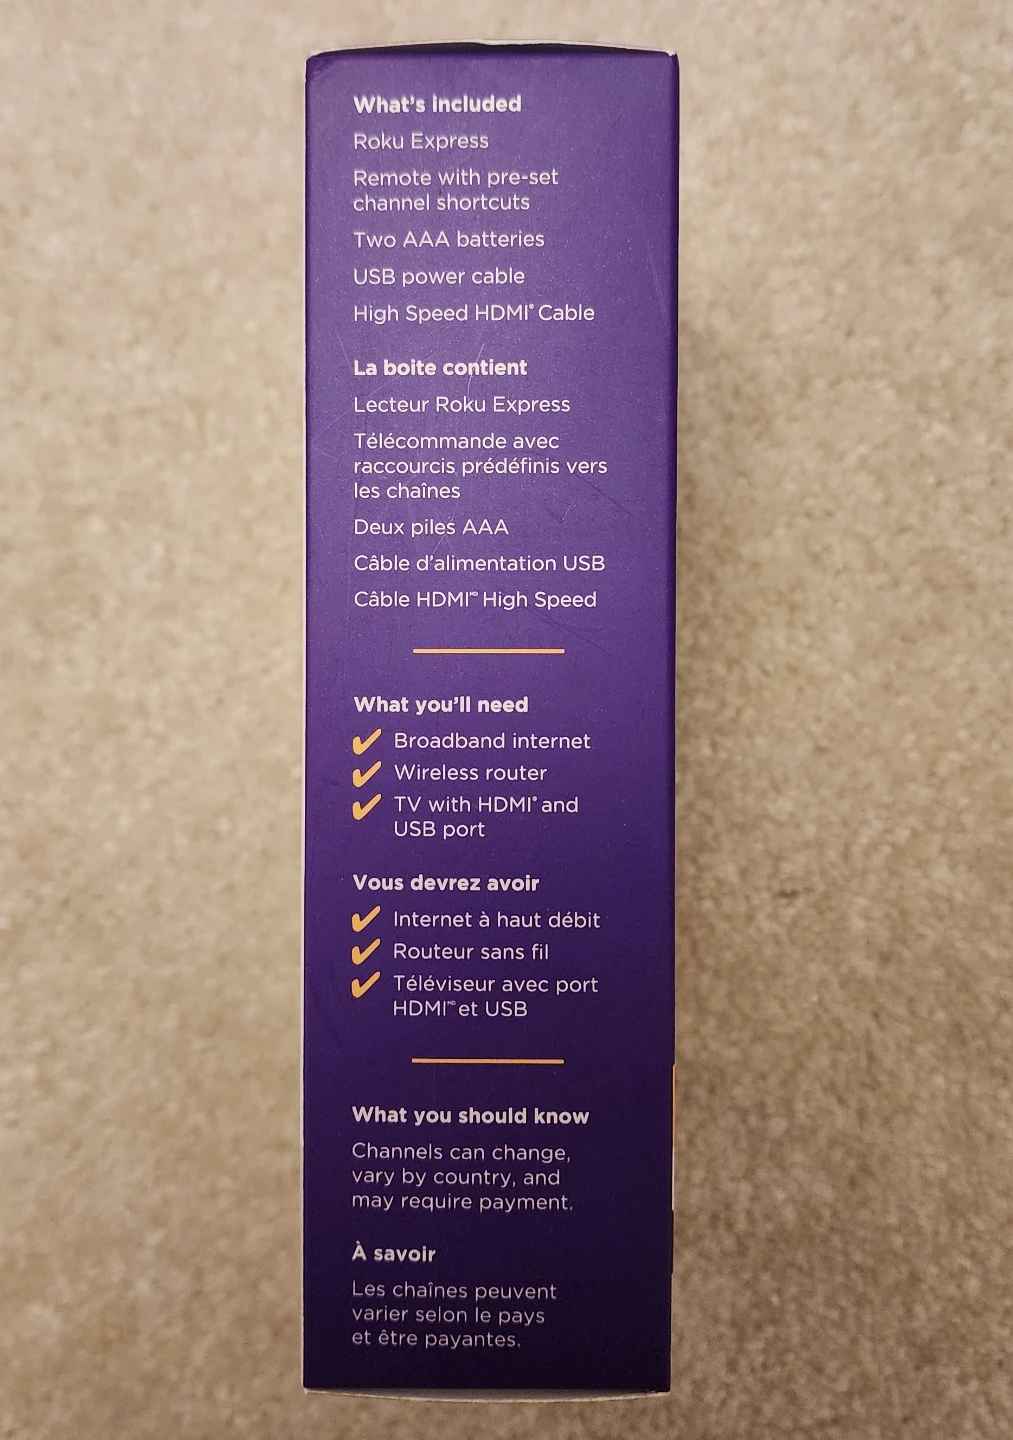 What's included
Roku Express
Remote with pre-set
channel shortcuts
Two AAA batteries
USB power cable
High Speed HDMI® Cable
La boite contient
Lecteur Roku Express
Télécommande avec
raccourcis prédéfinis vers
les chaînes
Deux piles AAA
Câble d'alimentation USB
Câble HDMI🅪 High Speed
What you'll need
✔ Broadband internet
✔ Wireless router
✔ TV with HDMI® and
USB port
Vous devrez avoir
✔ Internet à haut débit
✔ Routeur sans fil
✔ Téléviseur avec port
HDMI🅪 et USB
What you should know
Channels can change,
vary by country, and
may require payment.
À savoir
Les chaînes peuvent
varier selon le pays
et être payantes.